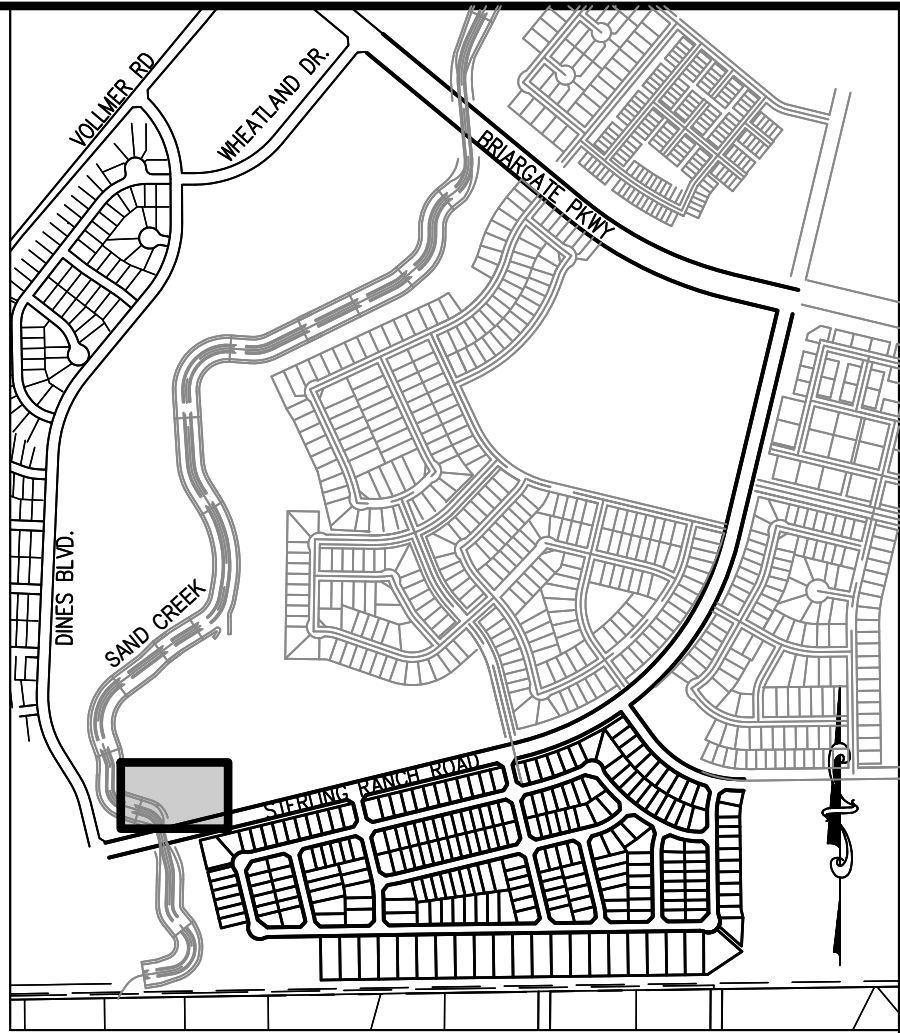 VOLLMER RD
WHEATLAND DR.
BRIARGATE PKWY
DINES BLVD.
SAND CREEK
STERLING RANCH ROAD